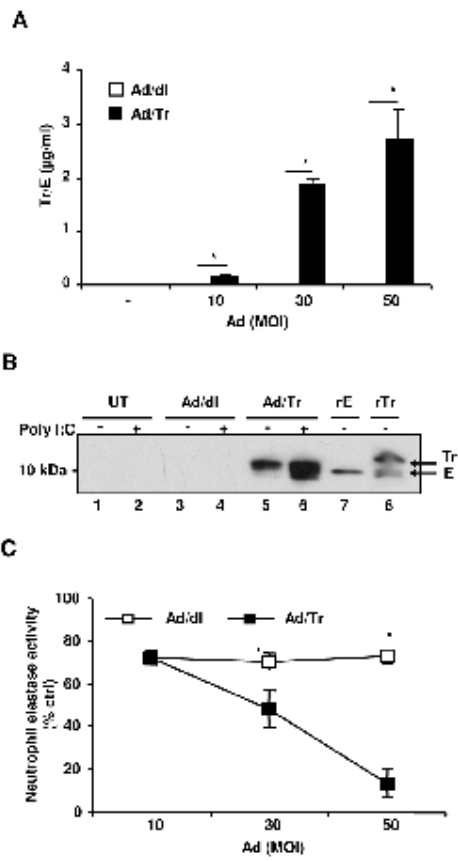 A
4
3
2
1
0
Tr/E (µg/ml)
Ad/dl
Ad/Tr
* * *
- 10 30 50
Ad (MOI)
B
UT Ad/dl Ad/Tr rE rTr
Poly I:C - + - + - + - -
10 kDa
Tr
E
1 2 3 4 5 6 7 8
C
100
80
60
40
20
0
Neutrophil elastase activity
(% ctrl)
Ad/dl Ad/Tr
* *
10 30 50
Ad (MOI)